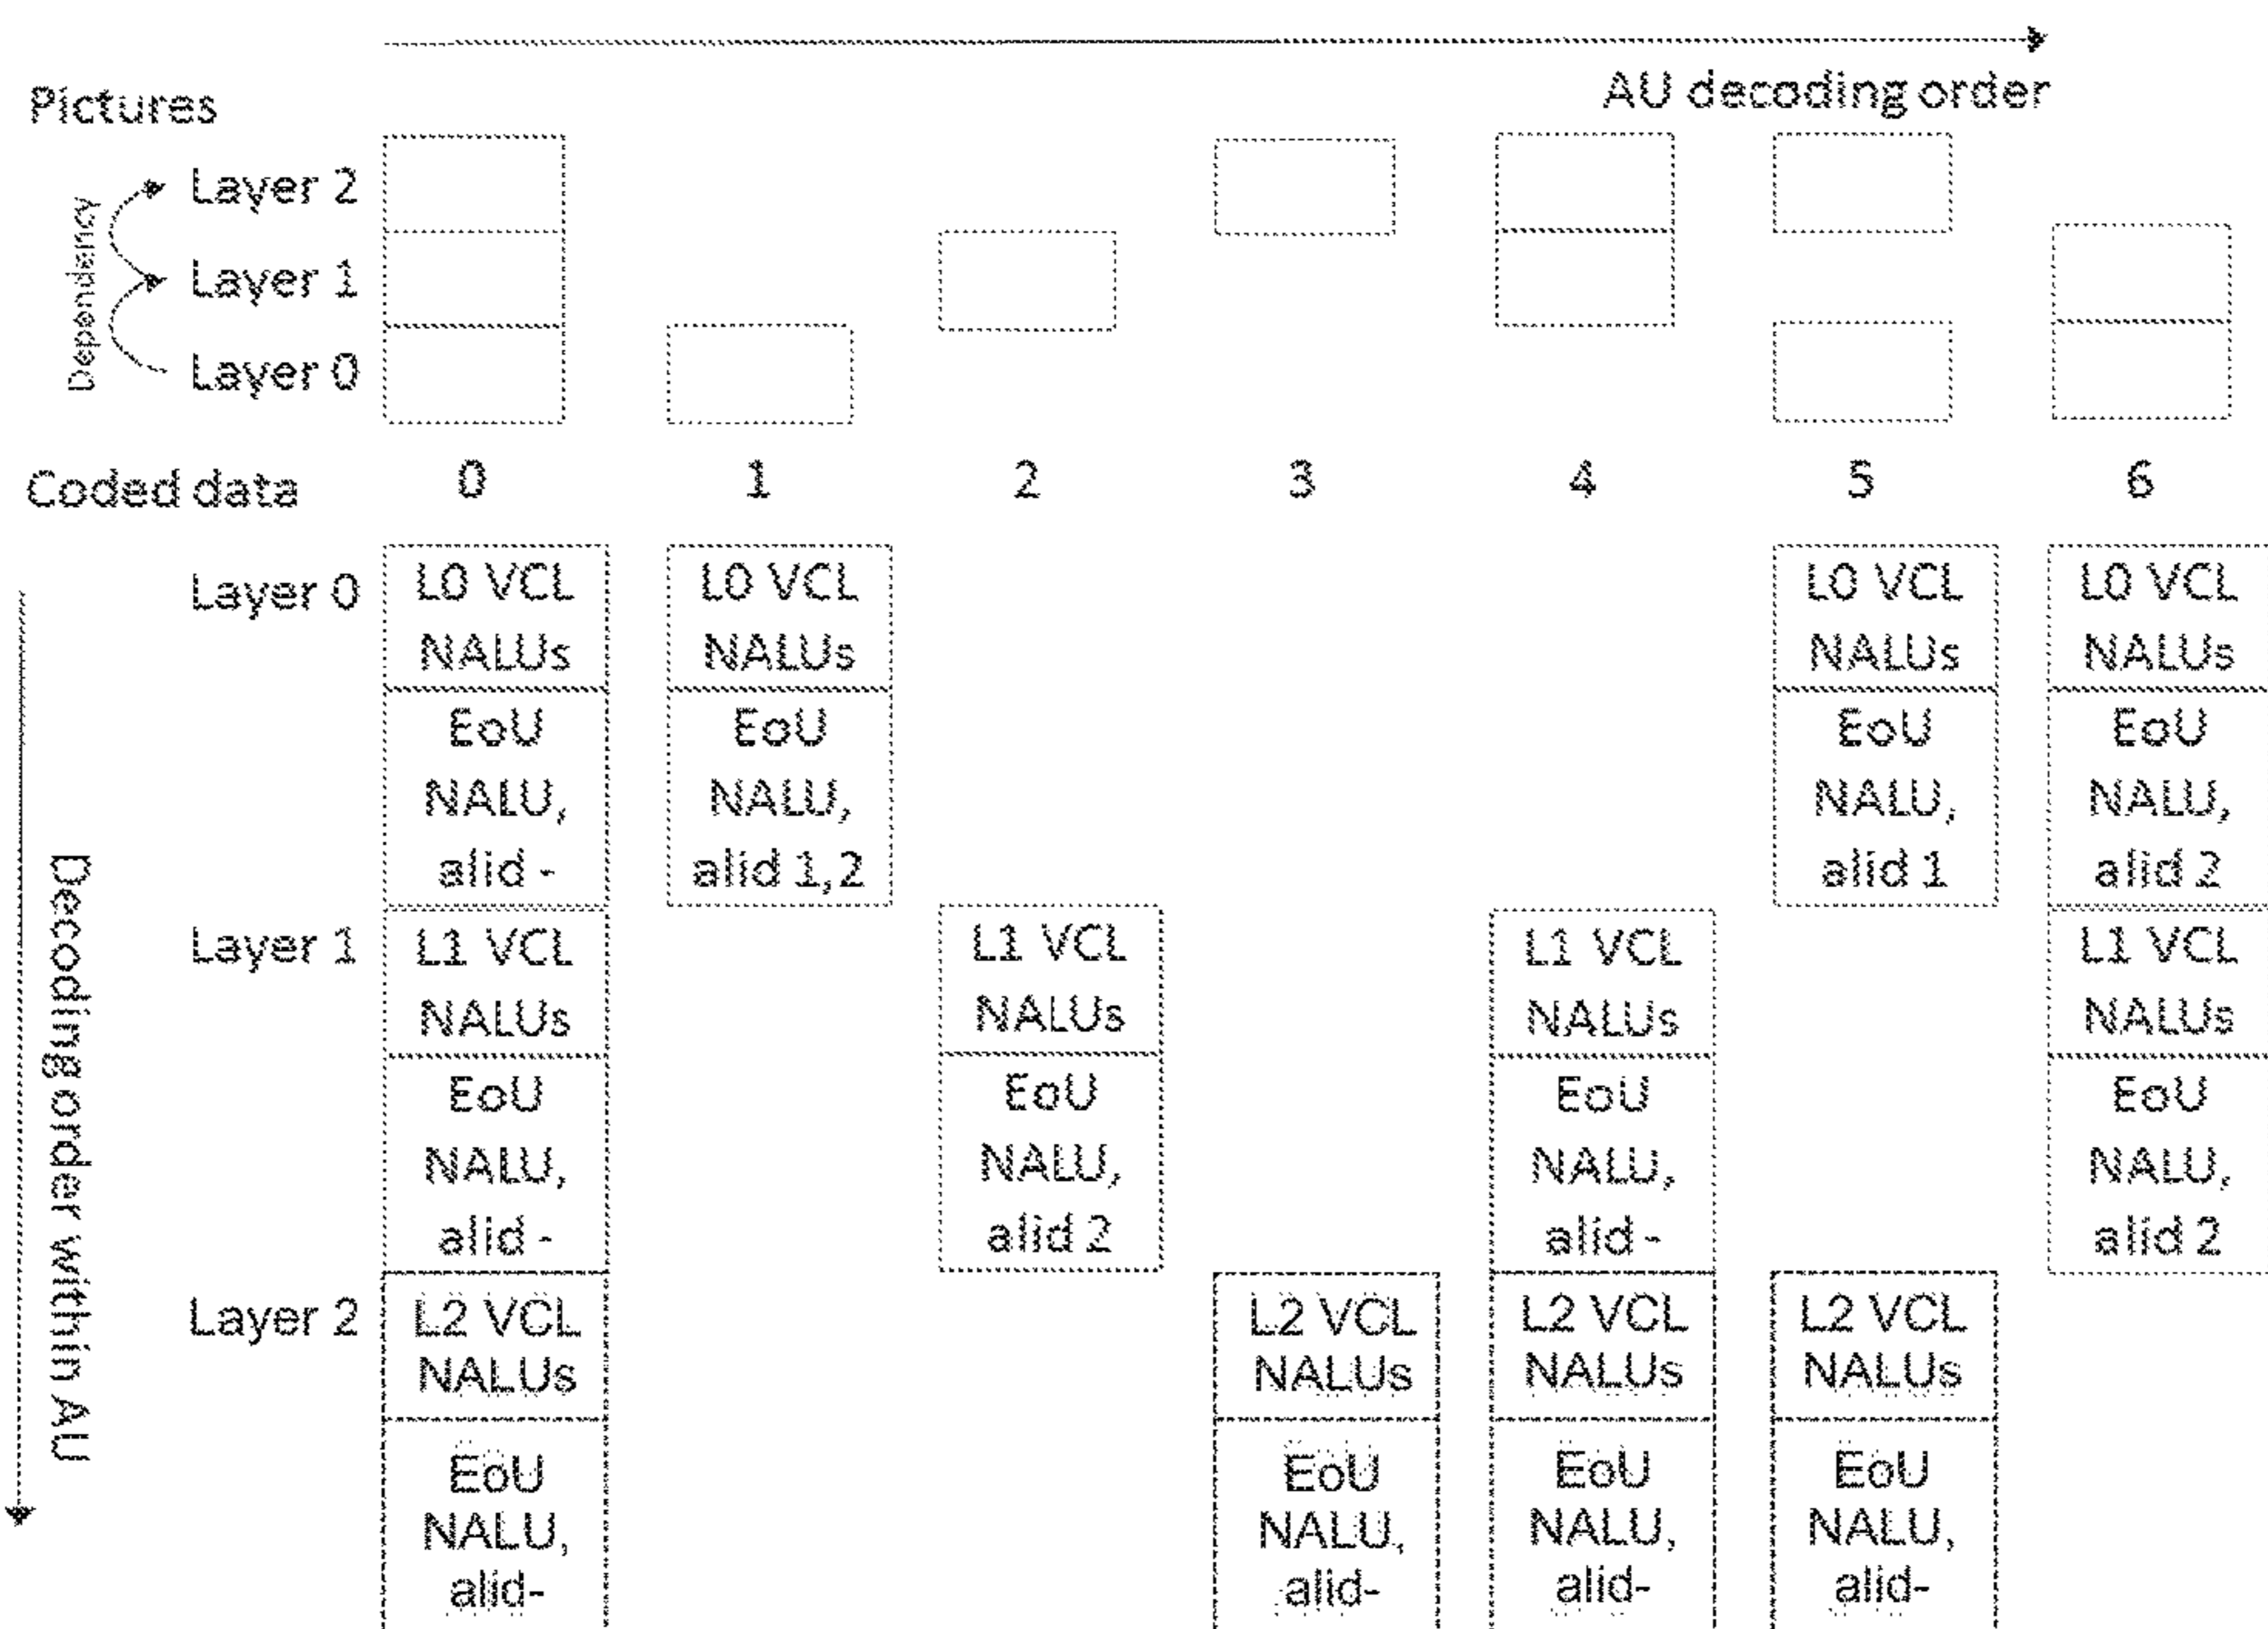 AU decoding order
Pictures
Layer 2
Layer 1
Layer 0
Dependency
Coded data
0
1
2
3
4
5
6
Decoding order within AU
Layer 0
L0 VCL
NALUs
EoU
NALU,
alid -
L0 VCL
NALUs
EoU
NALU,
alid 1,2
L0 VCL
NALUs
EoU
NALU,
alid 1
L0 VCL
NALUs
EoU
NALU,
alid 2
Layer 1
L1 VCL
NALUs
EoU
NALU,
alid -
L1 VCL
NALUs
EoU
NALU,
alid 2
L1 VCL
NALUs
EoU
NALU,
alid -
L1 VCL
NALUs
EoU
NALU,
alid 2
Layer 2
L2 VCL
NALUs
EoU
NALU,
alid-
L2 VCL
NALUs
EoU
NALU,
alid-
L2 VCL
NALUs
EoU
NALU,
alid-
L2 VCL
NALUs
EoU
NALU,
alid-